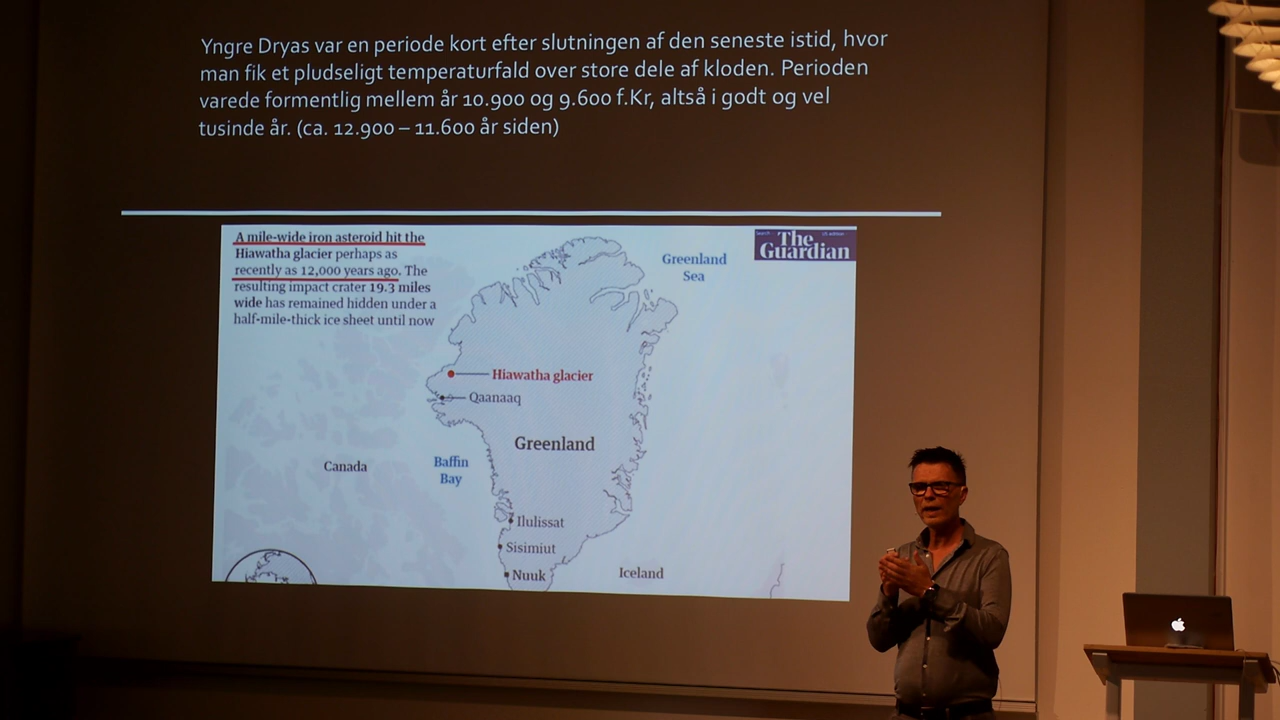 Yngre Dryas var en periode kort efter slutningen af den seneste istid, hvor
man fik et pludseligt temperaturfald over store dele af kloden. Perioden
varede formentlig mellem år 10.900 og 9.600 f.Kr, altså i godt og vel
tusinde år. (ca. 12.900 – 11.600 år siden)
A mile-wide iron asteroid hit the
Hiawatha glacier perhaps as
recently as 12,000 years ago. The
resulting impact crater 19.3 miles
wide has remained hidden under a
half-mile-thick ice sheet until now
The
Guardian
Greenland
Sea
Hiawatha glacier
Qaanaaq
Greenland
Canada
Baffin
Bay
Ilulissat
Sisimiut
Nuuk
Iceland